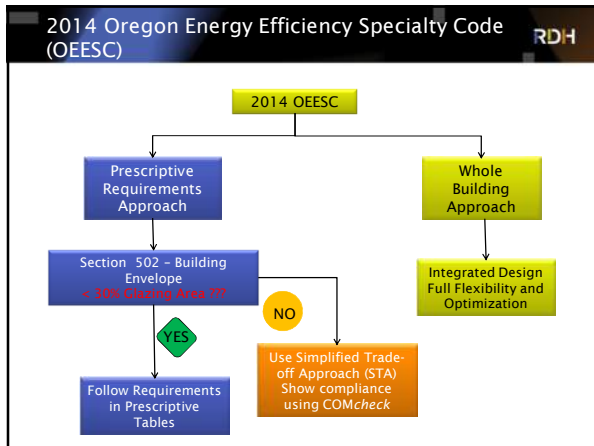 2014 Oregon Energy Efficiency Specialty Code
(OEESC)
RDH
2014 OEESC
Prescriptive
Requirements
Approach
Whole
Building
Approach
Section 502 – Building
Envelope
< 30% Glazing Area ???
Integrated Design
Full Flexibility and
Optimization
NO
YES
Use Simplified Trade-
off Approach (STA)
Show compliance
using COMcheck
Follow Requirements
in Prescriptive
Tables